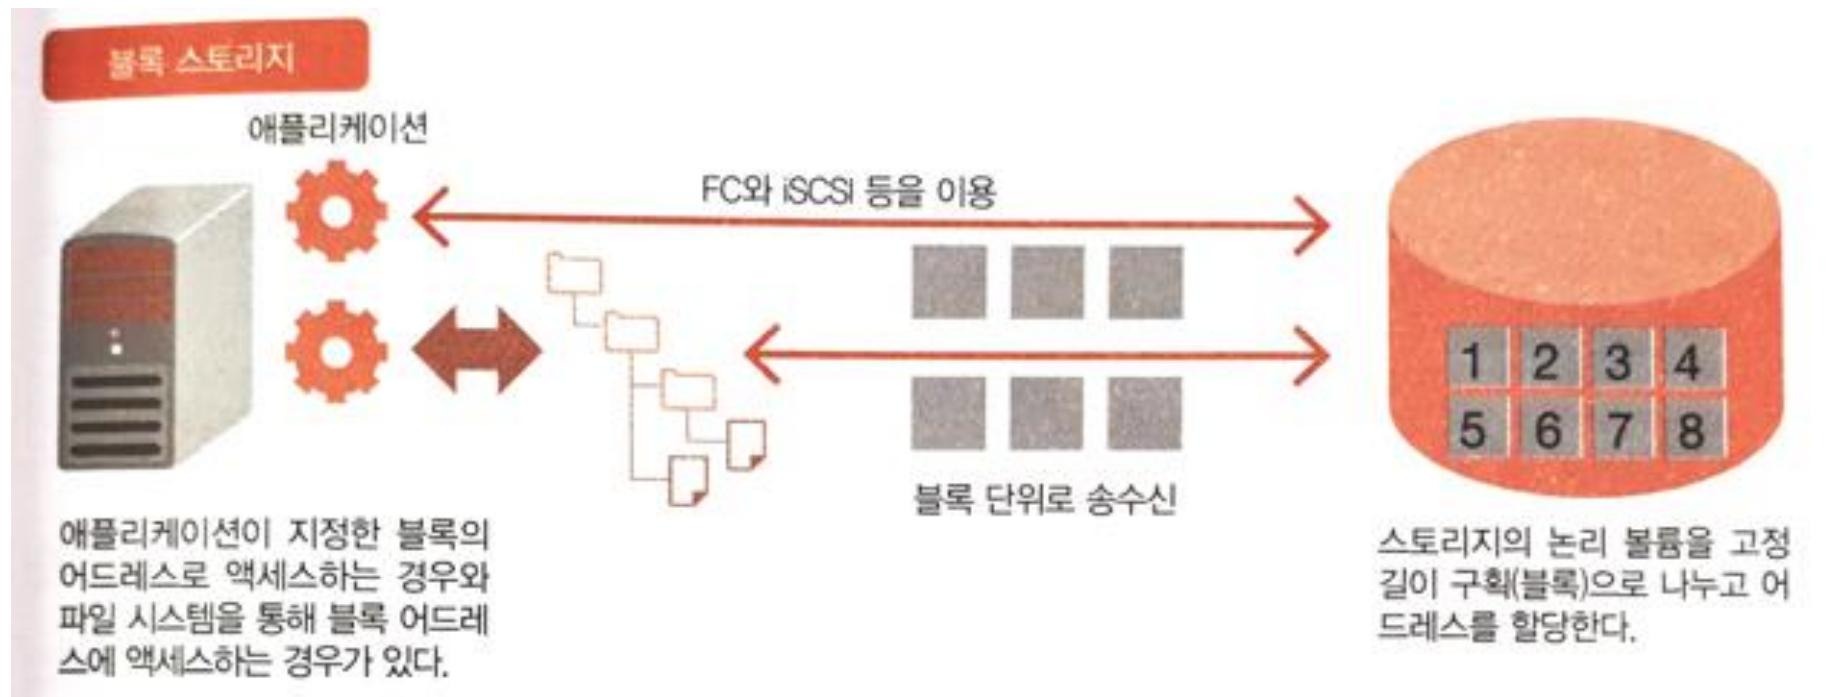 블록 스토리지
애플리케이션
FC와 iSCSI 등을 이용
1 2 3 4
5 6 7 8
블록 단위로 송수신
애플리케이션이 지정한 블록의
어드레스로 액세스하는 경우와
파일 시스템을 통해 블록 어드레
스에 액세스하는 경우가 있다.
스토리지의 논리 볼륨을 고정
길이 구획(블록)으로 나누고 어
드레스를 할당한다.